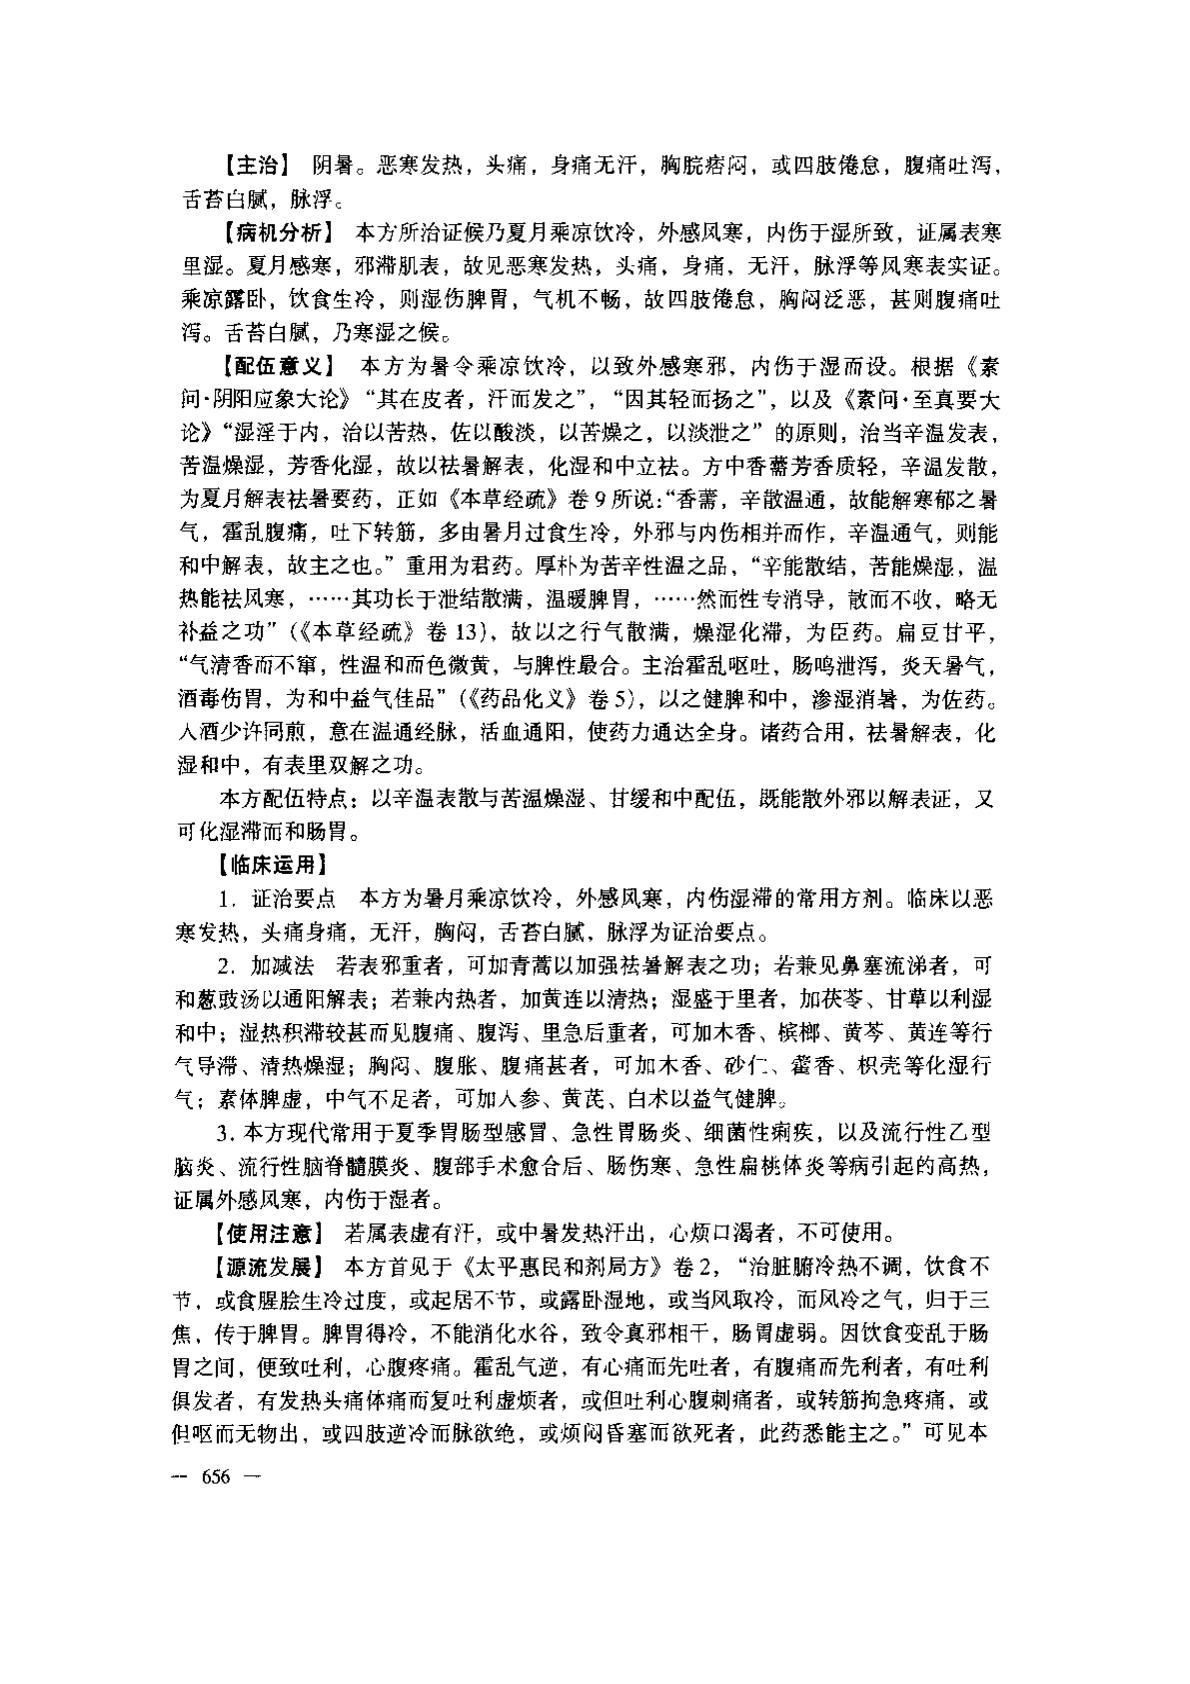 【主治】 阴暑。恶寒发热，头痛，身痛无汗，胸脘痞闷，或四肢倦怠，腹痛吐泻，
舌苔白腻，脉浮。
【病机分析】 本方所治证候乃夏月乘凉饮冷，外感风寒，内伤于湿所致，证属表寒
里湿。夏月感寒，邪滞肌表，故见恶寒发热，头痛，身痛，无汗，脉浮等风寒表实证。
乘凉露卧，饮食生冷，则湿伤脾胃，气机不畅，故四肢倦怠，胸闷泛恶，甚则腹痛吐
泻。舌苔白腻，乃寒湿之候。
【配伍意义】 本方为暑令乘凉饮冷，以致外感寒邪，内伤于湿而设。根据《素
问·阴阳应象大论》“其在皮者，汗而发之”，“因其轻而扬之”，以及《素问·至真要大
论》“湿淫于内，治以苦热，佐以酸淡，以苦燥之，以淡泄之”的原则，治当辛温发表，
苦温燥湿，芳香化湿，故以祛暑解表，化湿和中立祛。方中香薷芳香质轻，辛温发散，
为夏月解表祛暑要药，正如《本草经疏》卷9所说：“香薷，辛散温通，故能解寒郁之暑
气，霍乱腹痛，吐下转筋，多由暑月过食生冷，外邪与内伤相并而作，辛温通气，则能
和中解表，故主之也。”重用为君药。厚朴为苦辛性温之品，“辛能散结，苦能燥湿，温
热能祛风寒，……其功长于泄结散满，温暖脾胃，……然而性专消导，散而不收，略无
补益之功”（《本草经疏》卷13），故以之行气散满，燥湿化滞，为臣药。扁豆甘平，
“气清香而不窜，性温和而色微黄，与脾性最合。主治霍乱呕吐，肠鸣泄泻，炎天暑气，
酒毒伤胃，为和中益气佳品”（《药品化义》卷5），以之健脾和中，渗湿消暑，为佐药。
入酒少许同煎，意在温通经脉，活血通阳，使药力通达全身。诸药合用，祛暑解表，化
湿和中，有表里双解之功。
本方配伍特点：以辛温表散与苦温燥湿、甘缓和中配伍，既能散外邪以解表证，又
可化湿滞而和肠胃。
【临床运用】
1．证治要点 本方为暑月乘凉饮冷，外感风寒，内伤湿滞的常用方剂。临床以恶
寒发热，头痛身痛，无汗，胸闷，舌苔白腻，脉浮为证治要点。
2．加减法 若表邪重者，可加青蒿以加强祛暑解表之功；若兼见鼻塞流涕者，可
和葱豉汤以通阳解表；若兼内热者，加黄连以清热；湿盛于里者，加茯苓、甘草以利湿
和中；湿热积滞较甚而见腹痛、腹泻、里急后重者，可加木香、槟榔、黄芩、黄连等行
气导滞、清热燥湿；胸闷、腹胀、腹痛甚者，可加木香、砂仁、藿香、枳壳等化湿行
气；素体脾虚，中气不足者，可加人参、黄芪、白术以益气健脾。
3．本方现代常用于夏季胃肠型感冒、急性胃肠炎、细菌性痢疾，以及流行性乙型
脑炎、流行性脑脊髓膜炎、腹部手术愈合后、肠伤寒、急性扁桃体炎等病引起的高热，
证属外感风寒，内伤于湿者。
【使用注意】 若属表虚有汗，或中暑发热汗出，心烦口渴者，不可使用。
【源流发展】 本方首见于《太平惠民和剂局方》卷2，“治脏腑冷热不调，饮食不
节，或食腥脍生冷过度，或起居不节，或露卧湿地，或当风取冷，而风冷之气，归于三
焦，传于脾胃。脾胃得冷，不能消化水谷，致令真邪相干，肠胃虚弱。因饮食变乱于肠
胃之间，便致吐利，心腹疼痛。霍乱气逆，有心痛而先吐者，有腹痛而先利者，有吐利
俱发者，有发热头痛体痛而复吐利虚烦者，或但吐利心腹刺痛者，或转筋拘急疼痛，或
但呕而无物出，或四肢逆冷而脉欲绝，或烦闷昏塞而欲死者，此药悉能主之。”可见本
— 656 —